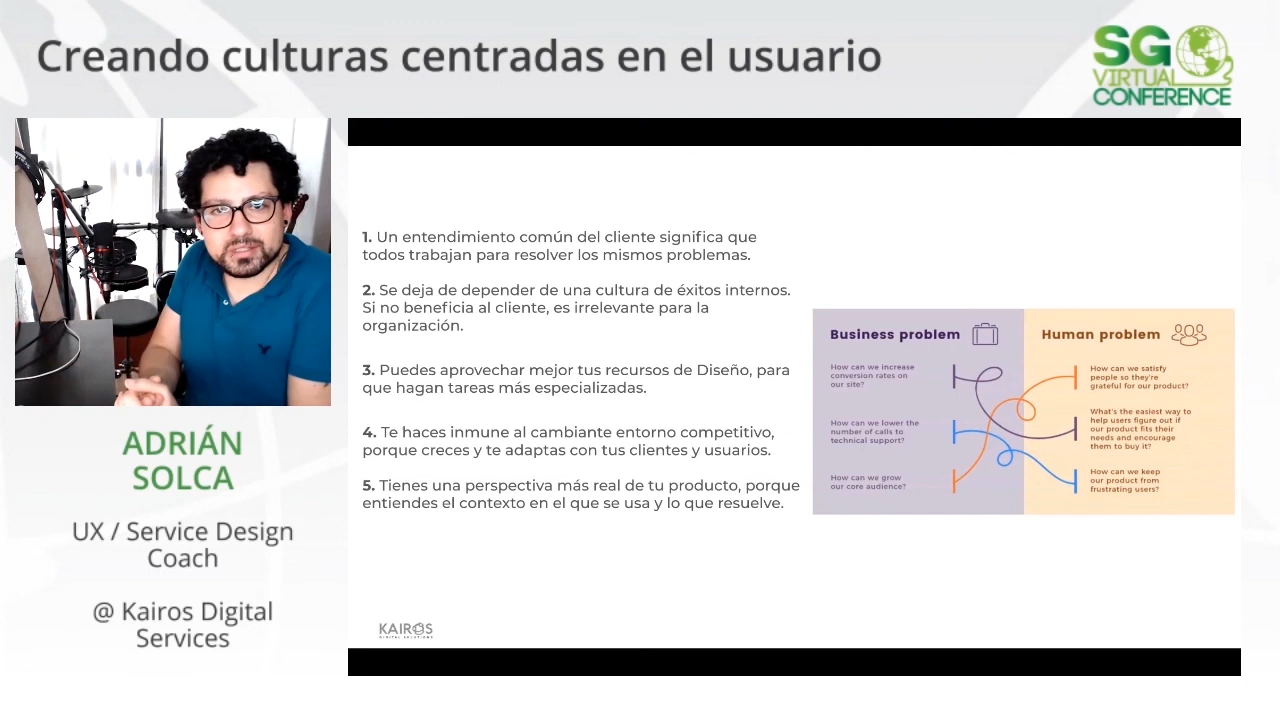 Creando culturas centradas en el usuario
SG
VIRTUAL
CONFERENCE
ADRIÁN
SOLCA
UX / Service Design
Coach
@ Kairos Digital
Services
1. Un entendimiento común del cliente significa que
todos trabajan para resolver los mismos problemas.
2. Se deja de depender de una cultura de éxitos internos.
Si no beneficia al cliente, es irrelevante para la
organización.
3. Puedes aprovechar mejor tus recursos de Diseño, para
que hagan tareas más especializadas.
4. Te haces inmune al cambiante entorno competitivo,
porque creces y te adaptas con tus clientes y usuarios.
5. Tienes una perspectiva más real de tu producto, porque
entiendes el contexto en el que se usa y lo que resuelve.
Business problem
How can we increase
conversion rates on
our site?
How can we lower the
number of calls to
technical support?
How can we grow
our core audience?
Human problem
How can we satisfy
people so they're
grateful for our product?
What's the easiest way to
help users figure out if
our product fits their
needs and encourage
them to buy it?
How can we keep
our product from
frustrating users?
KAIROS
DIGITAL SOLUTIONS